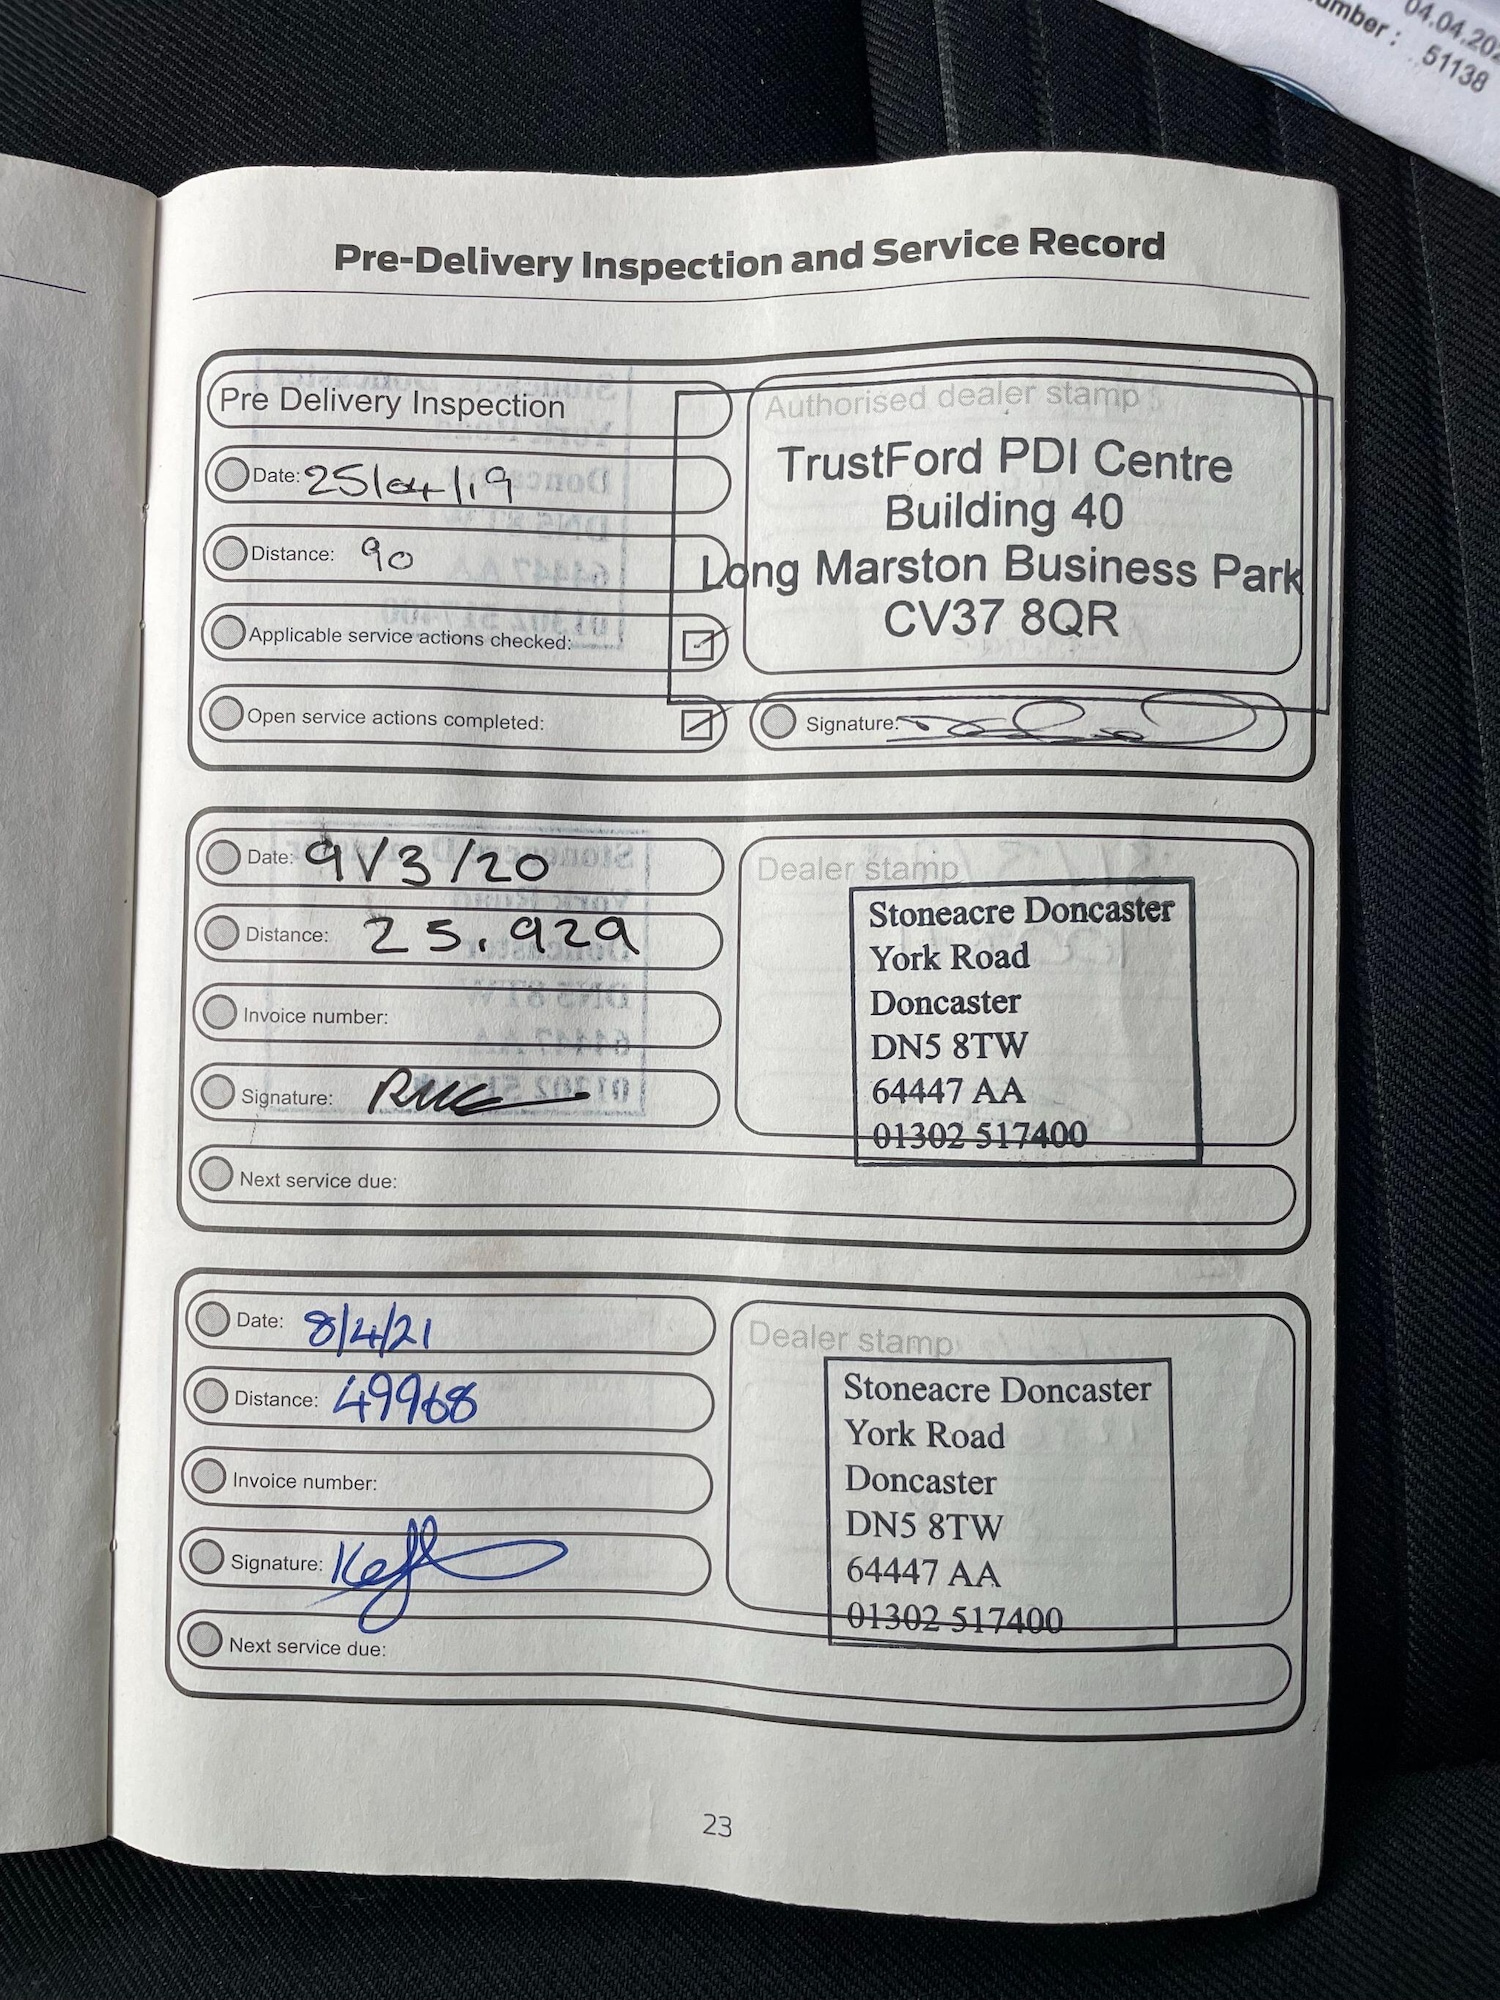 04.04.20
umber : 51138
Pre-Delivery Inspection and Service Record
Pre Delivery Inspection
Date: 25/04/19
Distance: 90
Applicable service actions checked:
Open service actions completed:
Authorised dealer stamp
TrustFord PDI Centre
Building 40
Long Marston Business Park
CV37 8QR
Signature:
Date: 9/3/20
Distance: 25.929
Invoice number:
Signature:
Next service due:
Dealer stamp
Stoneacre Doncaster
York Road
Doncaster
DN5 8TW
64447 AA
01302 517400
Date: 8/4/21
Distance: 49968
Invoice number:
Signature:
Next service due:
Dealer stamp
Stoneacre Doncaster
York Road
Doncaster
DN5 8TW
64447 AA
01302 517400
23